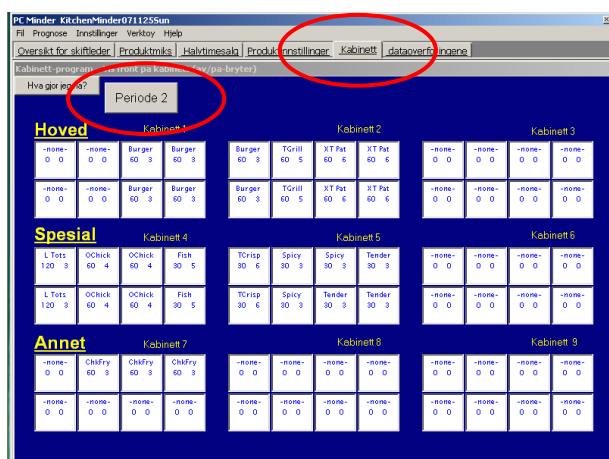 PC Minder KitchenMinder071125Sun
Fil Prognose Innstillinger Verktoy Hjelp
Oversikt for skiftleder Produktmiks Halvtimesalg Produktinnstillinger Kabinett dataoverforingene
front på kabinett (av/pa-bryter)
Hva gjor jeg
Periode 2
Hoved Kabinett 1 Kabinett 2 Kabinett 3
-none- -none- Burger Burger Burger TGrill XT Pat XT Pat -none- -none- -none- -none-
0 0 0 0 60 3 60 3 60 3 60 5 60 6 60 6 0 0 0 0 0 0 0 0
-none- -none- Burger Burger Burger TGrill XT Pat XT Pat -none- -none- -none- -none-
0 0 0 0 60 3 60 3 60 3 60 5 60 6 60 6 0 0 0 0 0 0 0 0
Spesial Kabinett 4 Kabinett 5 Kabinett 6
L Tots OChick OChick Fish TCrisp Spicy Spicy Tender -none- -none- -none- -none-
120 3 60 4 60 4 30 5 30 6 30 3 30 3 30 3 0 0 0 0 0 0 0 0
L Tots OChick OChick Fish TCrisp Spicy Tender Tender -none- -none- -none- -none-
120 3 60 4 60 4 30 5 30 6 30 3 30 3 30 3 0 0 0 0 0 0 0 0
Annet Kabinett 7 Kabinett 8 Kabinett 9
-none- ChkFry ChkFry ChkFry -none- -none- -none- -none- -none- -none- -none- -none-
0 0 60 3 60 3 60 3 0 0 0 0 0 0 0 0 0 0 0 0 0 0 0 0
-none- -none- -none- -none- -none- -none- -none- -none- -none- -none- -none- -none-
0 0 0 0 0 0 0 0 0 0 0 0 0 0 0 0 0 0 0 0 0 0 0 0